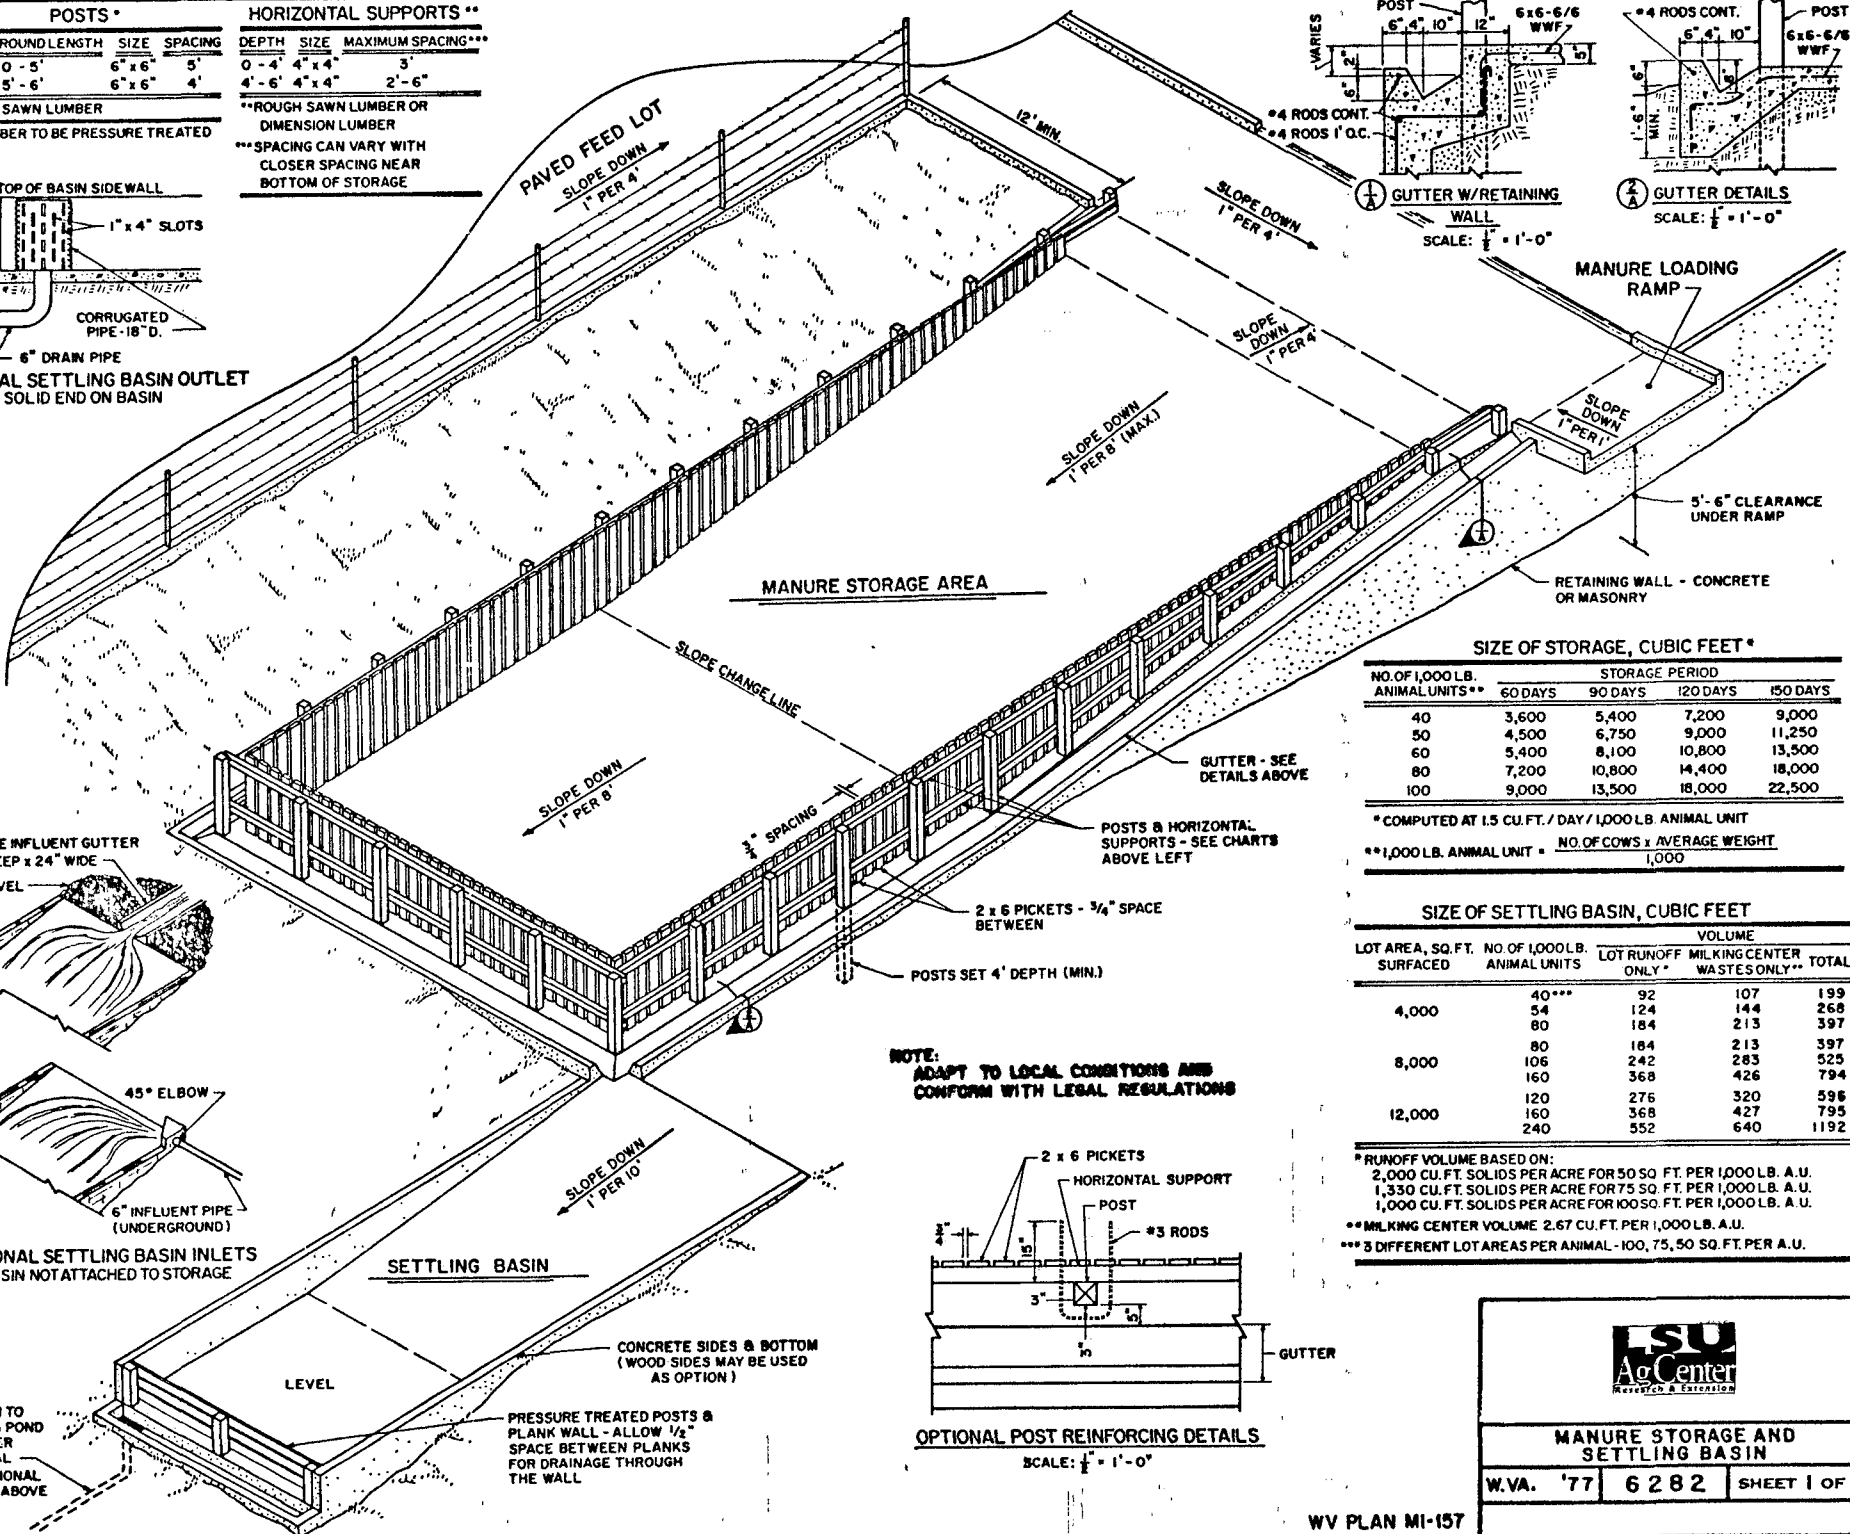 POSTS *
ROUND LENGTH SIZE SPACING
0 - 5' 6" x 6" 5'
5' - 6' 6" x 6" 4'
SAWN LUMBER
BER TO BE PRESSURE TREATED
HORIZONTAL SUPPORTS **
DEPTH SIZE MAXIMUM SPACING ***
0 - 4' 4" x 4" 3'
4' - 6' 4" x 4" 2' - 6"
**ROUGH SAWN LUMBER OR
DIMENSION LUMBER
***SPACING CAN VARY WITH
CLOSER SPACING NEAR
BOTTOM OF STORAGE
TOP OF BASIN SIDEWALL
1" x 4" SLOTS
CORRUGATED
PIPE - 18" D.
6" DRAIN PIPE
AL SETTLING BASIN OUTLET
SOLID END ON BASIN
PAVED FEED LOT
SLOPE DOWN
1" PER 4'
12' MIN.
SLOPE DOWN
1" PER 4'
SLOPE
DOWN
1" PER 4'
SLOPE DOWN
1' PER 8' (MAX.)
POST
VARIES
6" 4" 10" 12"
6x6-6/6
WWF
2"
6"
5"
#4 RODS CONT.
#4 RODS 1' O.C.
1/A GUTTER W/RETAINING
WALL
SCALE: 1/2" = 1'-0"
#4 RODS CONT.
POST
6" 4" 10"
6x6-6/6
WWF
6"
8"
1'-6"
MIN.
2/A GUTTER DETAILS
SCALE: 1/2" = 1'-0"
MANURE LOADING
RAMP
SLOPE
DOWN
1" PER 1'
5'-6" CLEARANCE
UNDER RAMP
1/A
RETAINING WALL - CONCRETE
OR MASONRY
MANURE STORAGE AREA
SLOPE CHANGE LINE
SLOPE DOWN
1" PER 8'
3/4" SPACING
GUTTER - SEE
DETAILS ABOVE
POSTS & HORIZONTAL
SUPPORTS - SEE CHARTS
ABOVE LEFT
2 x 6 PICKETS - 3/4" SPACE
BETWEEN
POSTS SET 4' DEPTH (MIN.)
SIZE OF STORAGE, CUBIC FEET *
NO. OF 1,000 LB. STORAGE PERIOD
ANIMAL UNITS ** 60 DAYS 90 DAYS 120 DAYS 150 DAYS
40 3,600 5,400 7,200 9,000
50 4,500 6,750 9,000 11,250
60 5,400 8,100 10,800 13,500
80 7,200 10,800 14,400 18,000
100 9,000 13,500 18,000 22,500
*COMPUTED AT 1.5 CU. FT. / DAY / 1,000 LB. ANIMAL UNIT
**1,000 LB. ANIMAL UNIT = NO. OF COWS x AVERAGE WEIGHT
1,000
SIZE OF SETTLING BASIN, CUBIC FEET
VOLUME
LOT AREA, SQ. FT. NO. OF 1,000 LB. LOT RUNOFF MILKING CENTER TOTAL
SURFACED ANIMAL UNITS ONLY * WASTES ONLY **
40*** 92 107 199
4,000 54 124 144 268
80 184 213 397
80 184 213 397
8,000 106 242 283 525
160 368 426 794
120 276 320 596
12,000 160 368 427 795
240 552 640 1192
*RUNOFF VOLUME BASED ON:
2,000 CU. FT. SOLIDS PER ACRE FOR 50 SQ. FT. PER 1,000 LB. A.U.
1,330 CU. FT. SOLIDS PER ACRE FOR 75 SQ. FT. PER 1,000 LB. A.U.
1,000 CU. FT. SOLIDS PER ACRE FOR 100 SQ. FT. PER 1,000 LB. A.U.
**MILKING CENTER VOLUME 2.67 CU. FT. PER 1,000 LB. A.U.
***3 DIFFERENT LOT AREAS PER ANIMAL - 100, 75, 50 SQ. FT. PER A.U.
E INFLUENT GUTTER
EEP x 24" WIDE
VEL
45° ELBOW
6" INFLUENT PIPE
(UNDERGROUND)
ONAL SETTLING BASIN INLETS
SIN NOT ATTACHED TO STORAGE
1/A
NOTE:
ADAPT TO LOCAL CONDITIONS AND
CONFORM WITH LEGAL REGULATIONS
SLOPE DOWN
1' PER 10'
SETTLING BASIN
LEVEL
CONCRETE SIDES & BOTTOM
(WOOD SIDES MAY BE USED
AS OPTION)
PRESSURE TREATED POSTS &
PLANK WALL - ALLOW 1/2"
SPACE BETWEEN PLANKS
FOR DRAINAGE THROUGH
THE WALL
TO
POND
ER
AL
IONAL
ABOVE
2 x 6 PICKETS
HORIZONTAL SUPPORT
POST
#3 RODS
3/4"
15"
3"
5"
3"
GUTTER
OPTIONAL POST REINFORCING DETAILS
SCALE: 1/2" = 1'-0"
LSU
AgCenter
Research & Extension
MANURE STORAGE AND
SETTLING BASIN
W.VA. '77 6282 SHEET 1 OF
WV PLAN MI-157